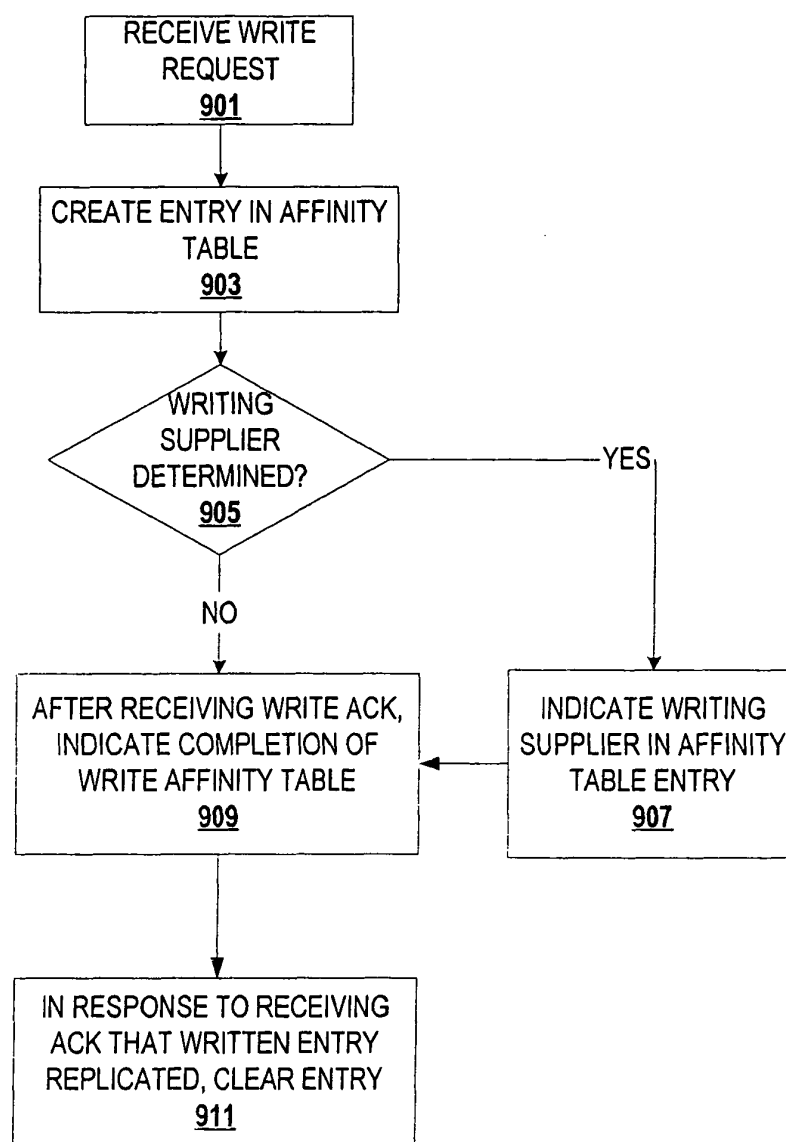 RECEIVE WRITE
REQUEST
901
CREATE ENTRY IN AFFINITY
TABLE
903
WRITING
SUPPLIER
DETERMINED?
905
YES
NO
AFTER RECEIVING WRITE ACK,
INDICATE COMPLETION OF
WRITE AFFINITY TABLE
909
INDICATE WRITING
SUPPLIER IN AFFINITY
TABLE ENTRY
907
IN RESPONSE TO RECEIVING
ACK THAT WRITTEN ENTRY
REPLICATED, CLEAR ENTRY
911